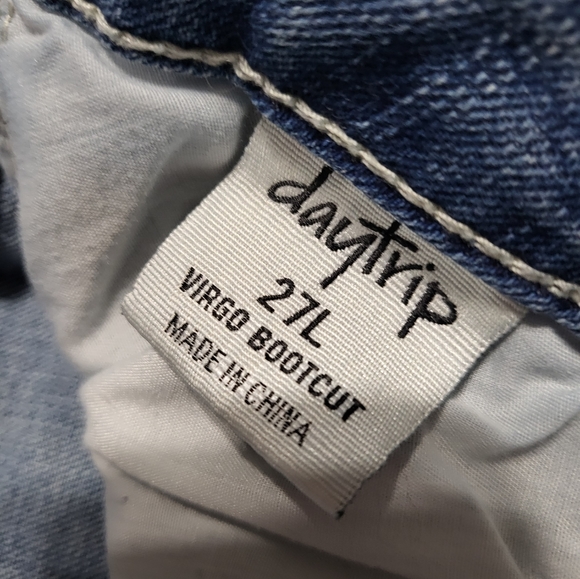 daytrip
27L
VIRGO BOOTCUT
MADE IN CHINA